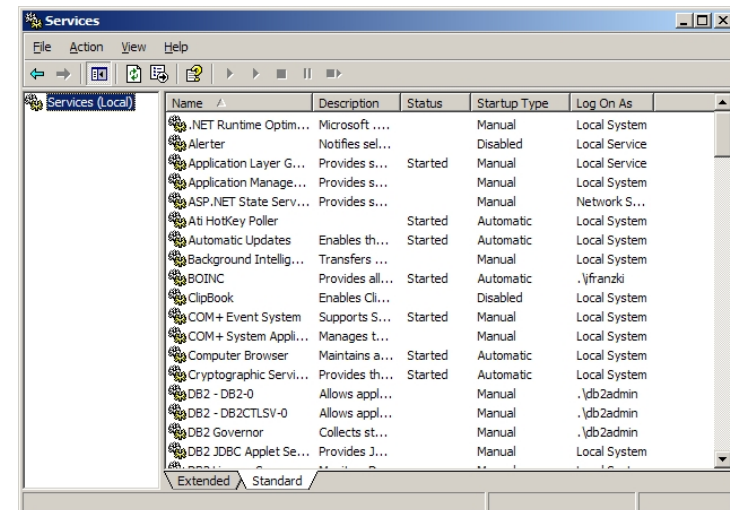 Services
File Action View Help
Services (Local)
Name Description Status Startup Type Log On As
.NET Runtime Optim... Microsoft .... Manual Local System
Alerter Notifies sel... Disabled Local Service
Application Layer G... Provides s... Started Manual Local Service
Application Manage... Provides s... Manual Local System
ASP.NET State Serv... Provides s... Manual Network S...
Ati HotKey Poller Started Automatic Local System
Automatic Updates Enables th... Started Automatic Local System
Background Intellig... Transfers ... Manual Local System
BOINC Provides all... Started Automatic .\jfranzki
ClipBook Enables Cli... Disabled Local System
COM+ Event System Supports S... Started Manual Local System
COM+ System Appli... Manages t... Manual Local System
Computer Browser Maintains a... Started Automatic Local System
Cryptographic Servi... Provides th... Started Automatic Local System
DB2 - DB2-0 Allows appl... Manual .\db2admin
DB2 - DB2CTLSV-0 Allows appl... Manual .\db2admin
DB2 Governor Collects st... Manual .\db2admin
DB2 JDBC Applet Se... Provides J... Manual Local System
Extended Standard